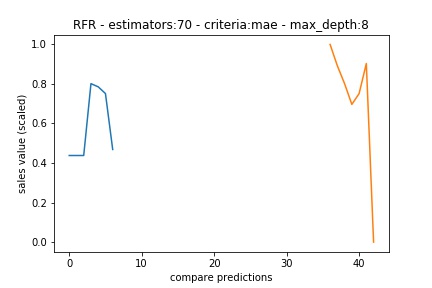 RFR - estimators:70 - criteria:mae - max_depth:8
1.0
0.8
0.6
0.4
0.2
0.0
sales value (scaled)
0 10 20 30 40
compare predictions